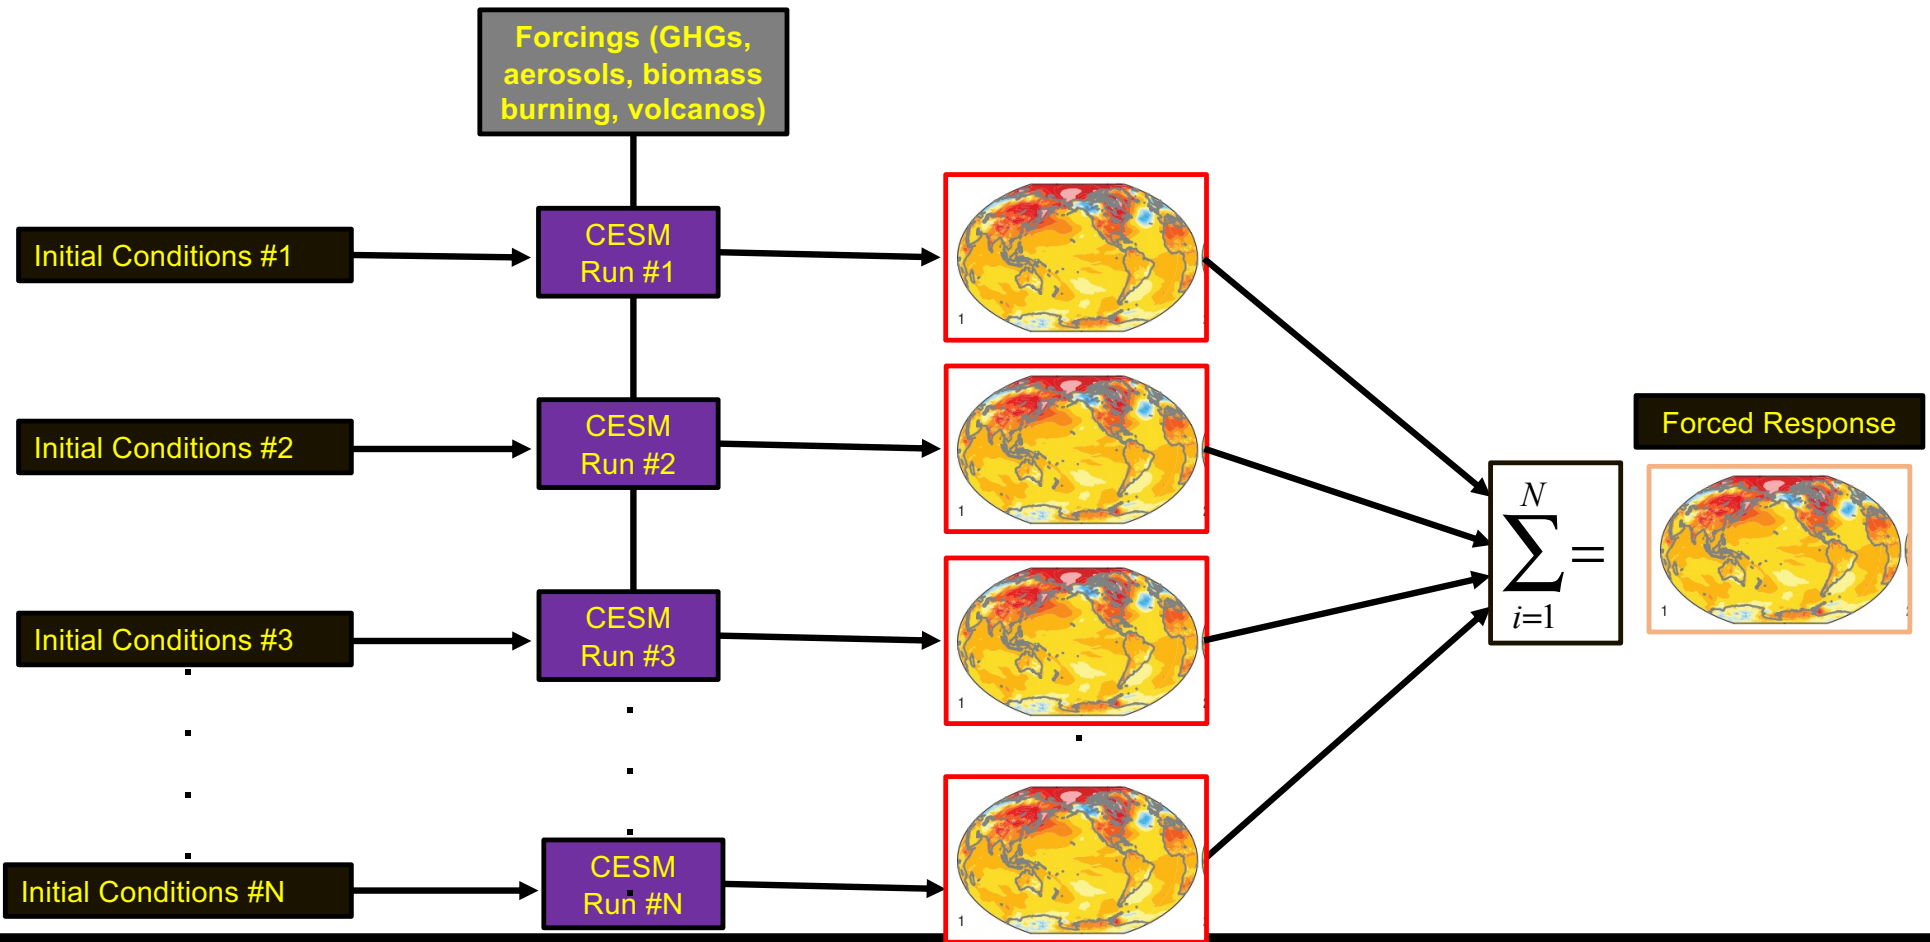 Forcings (GHGs,
aerosols, biomass
burning, volcanos)
Initial Conditions #1
CESM
Run #1
1
Initial Conditions #2
CESM
Run #2
1
Forced Response
N
∑ =
i=1
1
Initial Conditions #3
CESM
Run #3
1
Initial Conditions #N
CESM
Run #N
1